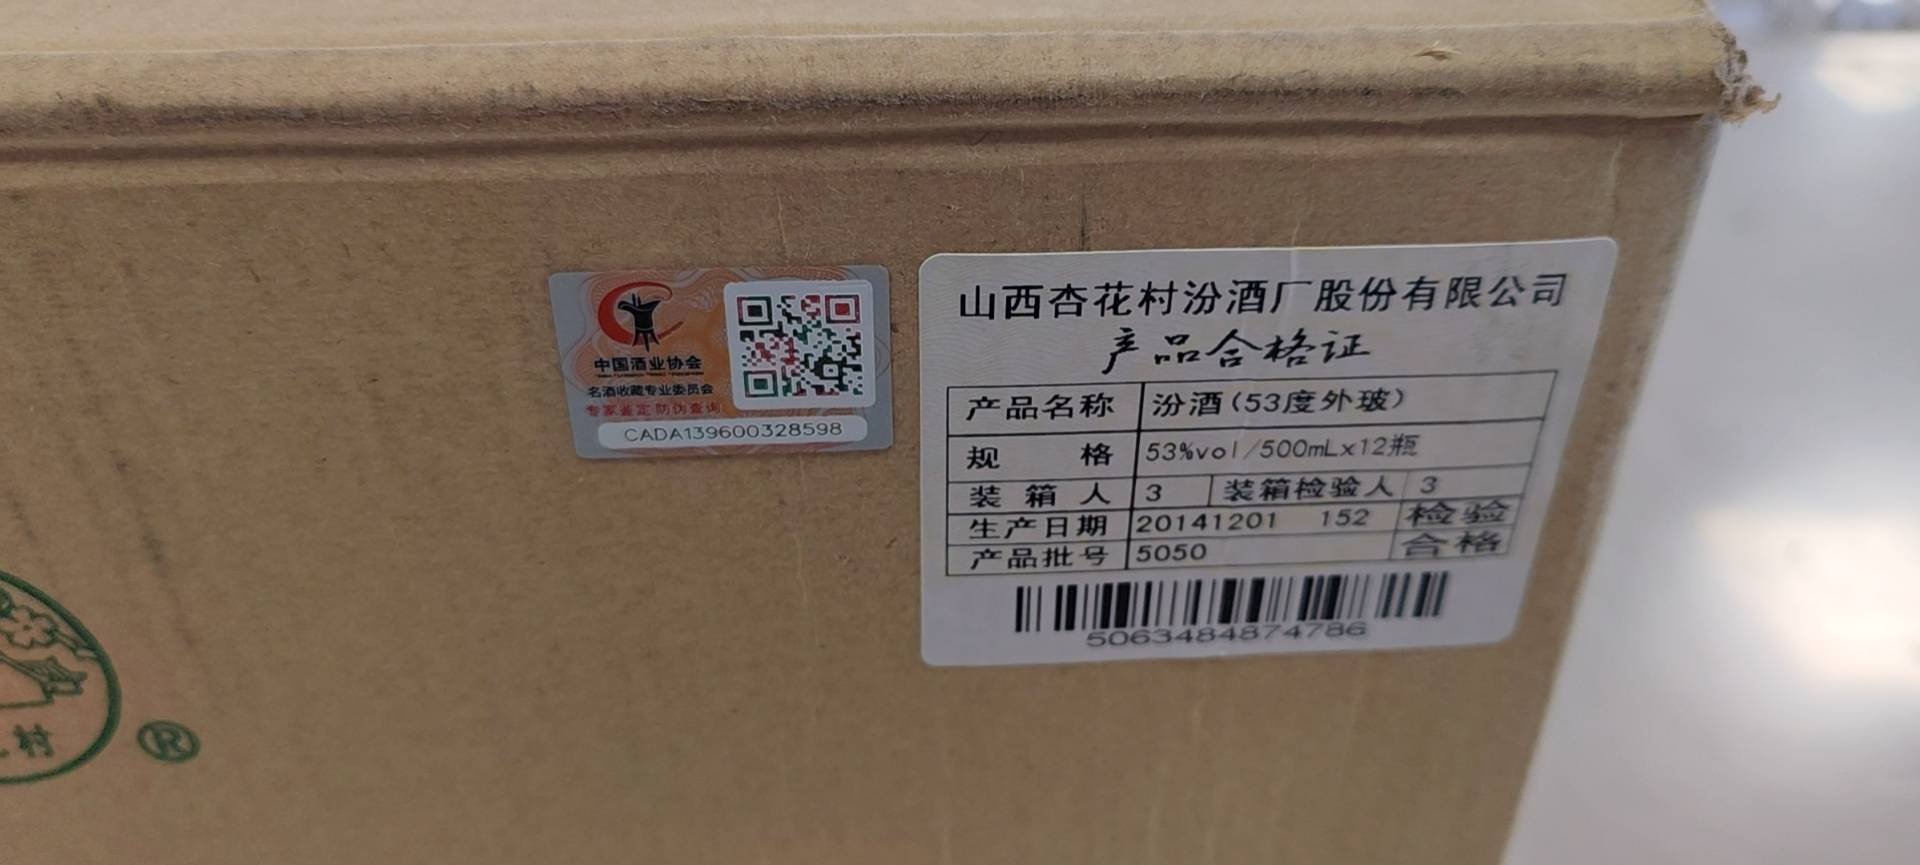 中国酒业协会
名酒收藏专业委员会
专家鉴定 防伪查询
CADA139600328598
山西杏花村汾酒厂股份有限公司
产品合格证
产品名称 汾酒(53度外玻)
规 格 53%vol/500mLx12瓶
装箱人 3 装箱检验人 3
生产日期 20141201 152 检验
产品批号 5050 合格
5063484874786
村
®